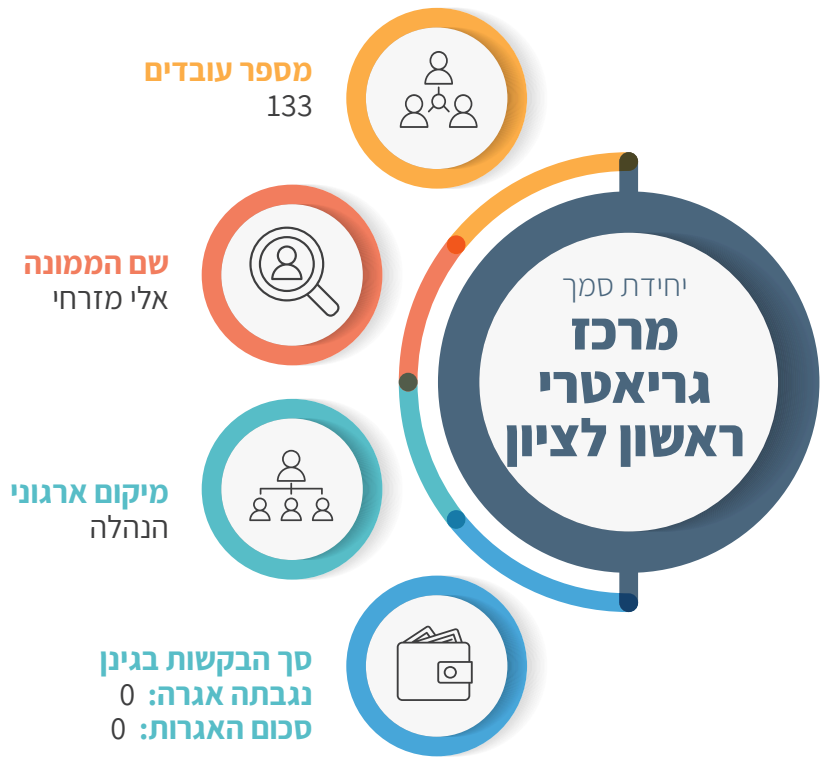 יחידת סמך
מרכז
גריאטרי
ראשון לציון
מספר עובדים
133
שם הממונה
אלי מזרחי
מיקום ארגוני
הנהלה
סך הבקשות בגינן
נגבתה אגרה: 0
סכום האגרות: 0